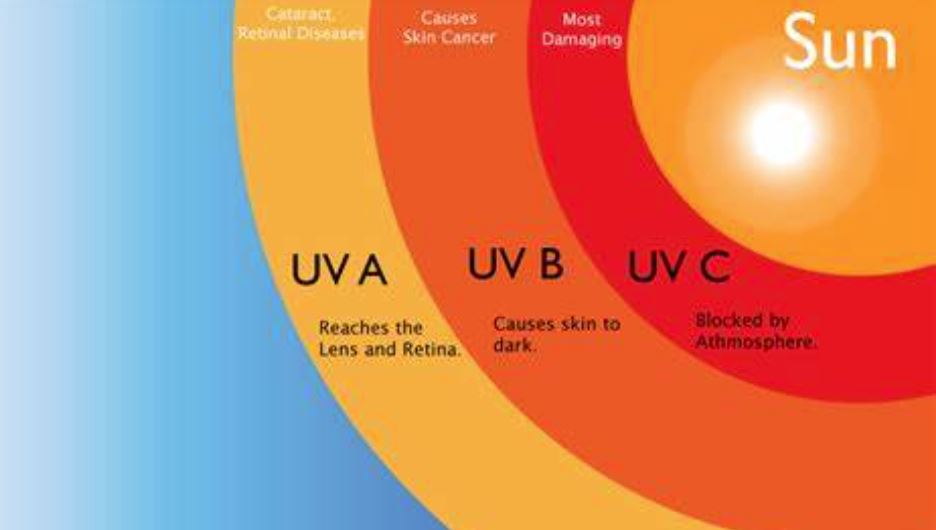 Cataract,
Retinal Diseases
Causes
Skin Cancer
Most
Damaging
Sun
UV A
UV B
UV C
Reaches the
Lens and Retina.
Causes skin to
dark.
Blocked by
Athmosphere.